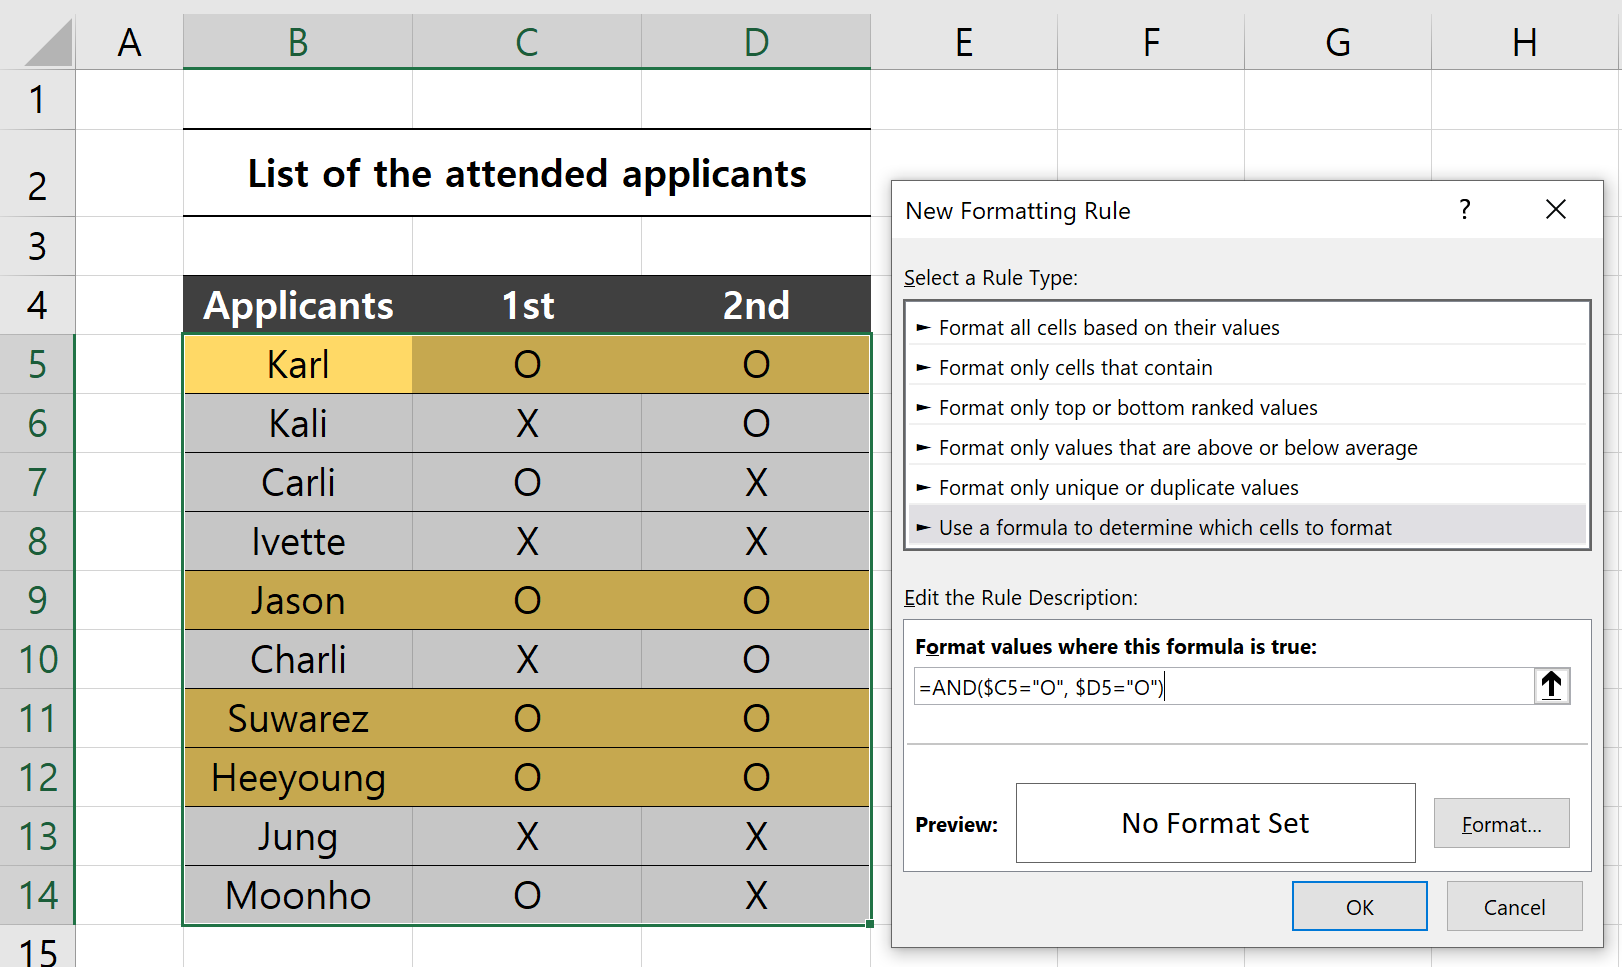 A B C D E F G H
1
2 List of the attended applicants
3
4 Applicants 1st 2nd
5 Karl O O
6 Kali X O
7 Carli O X
8 Ivette X X
9 Jason O O
10 Charli X O
11 Suwarez O O
12 Heeyoung O O
13 Jung X X
14 Moonho O X
15
New Formatting Rule ?
Select a Rule Type:
► Format all cells based on their values
► Format only cells that contain
► Format only top or bottom ranked values
► Format only values that are above or below average
► Format only unique or duplicate values
► Use a formula to determine which cells to format
Edit the Rule Description:
Format values where this formula is true:
=AND($C5="O", $D5="O")
Preview: No Format Set Format...
OK Cancel